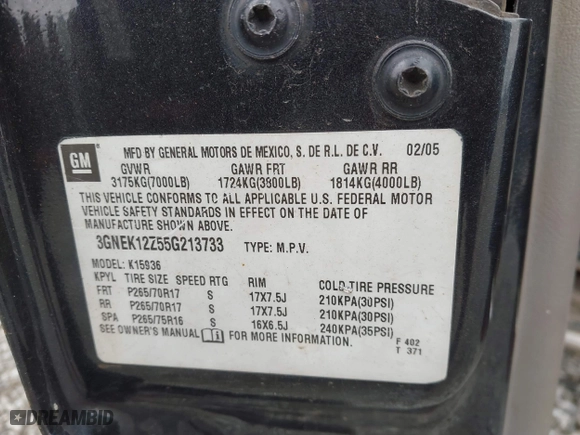 GM
MFD BY GENERAL MOTORS DE MEXICO, S. DE R.L. DE C.V. 02/05
GVWR GAWR FRT GAWR RR
3175KG(7000LB) 1724KG(3800LB) 1814KG(4000LB)
THIS VEHICLE CONFORMS TO ALL APPLICABLE U.S. FEDERAL MOTOR
VEHICLE SAFETY STANDARDS IN EFFECT ON THE DATE OF
MANUFACTURE SHOWN ABOVE.
3GNEK12Z55G213733 TYPE: M.P.V.
MODEL: K15936
KPYL TIRE SIZE SPEED RTG RIM COLD TIRE PRESSURE
FRT P265/70R17 S 17X7.5J 210KPA(30PSI)
RR P265/70R17 S 17X7.5J 210KPA(30PSI)
SPA P265/75R16 S 16X6.5J 240KPA(35PSI)
SEE OWNER'S MANUAL FOR MORE INFORMATION. F 402
T 371
DREAMBID